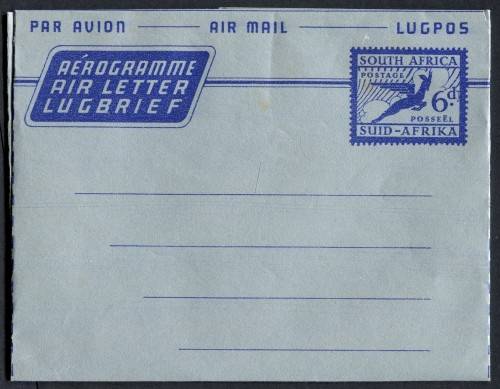 PAR AVION — AIR MAIL — LUGPOS
AÉROGRAMME
AIR LETTER
LUGBRIEF
SOUTH AFRICA
POSTAGE
6d.
POSSEËL
SUID-AFRIKA